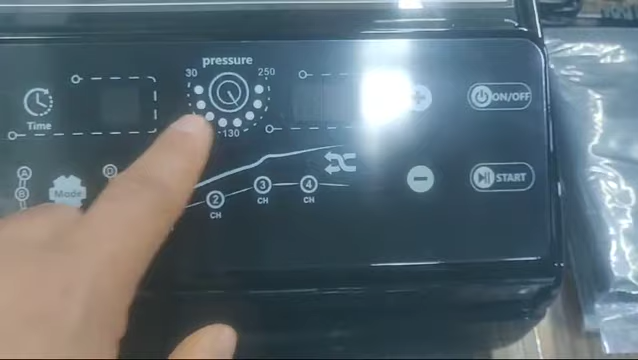 pressure
30
250
130
Time
ON/OFF
A
B
D
Mode
2
CH
3
CH
4
CH
START